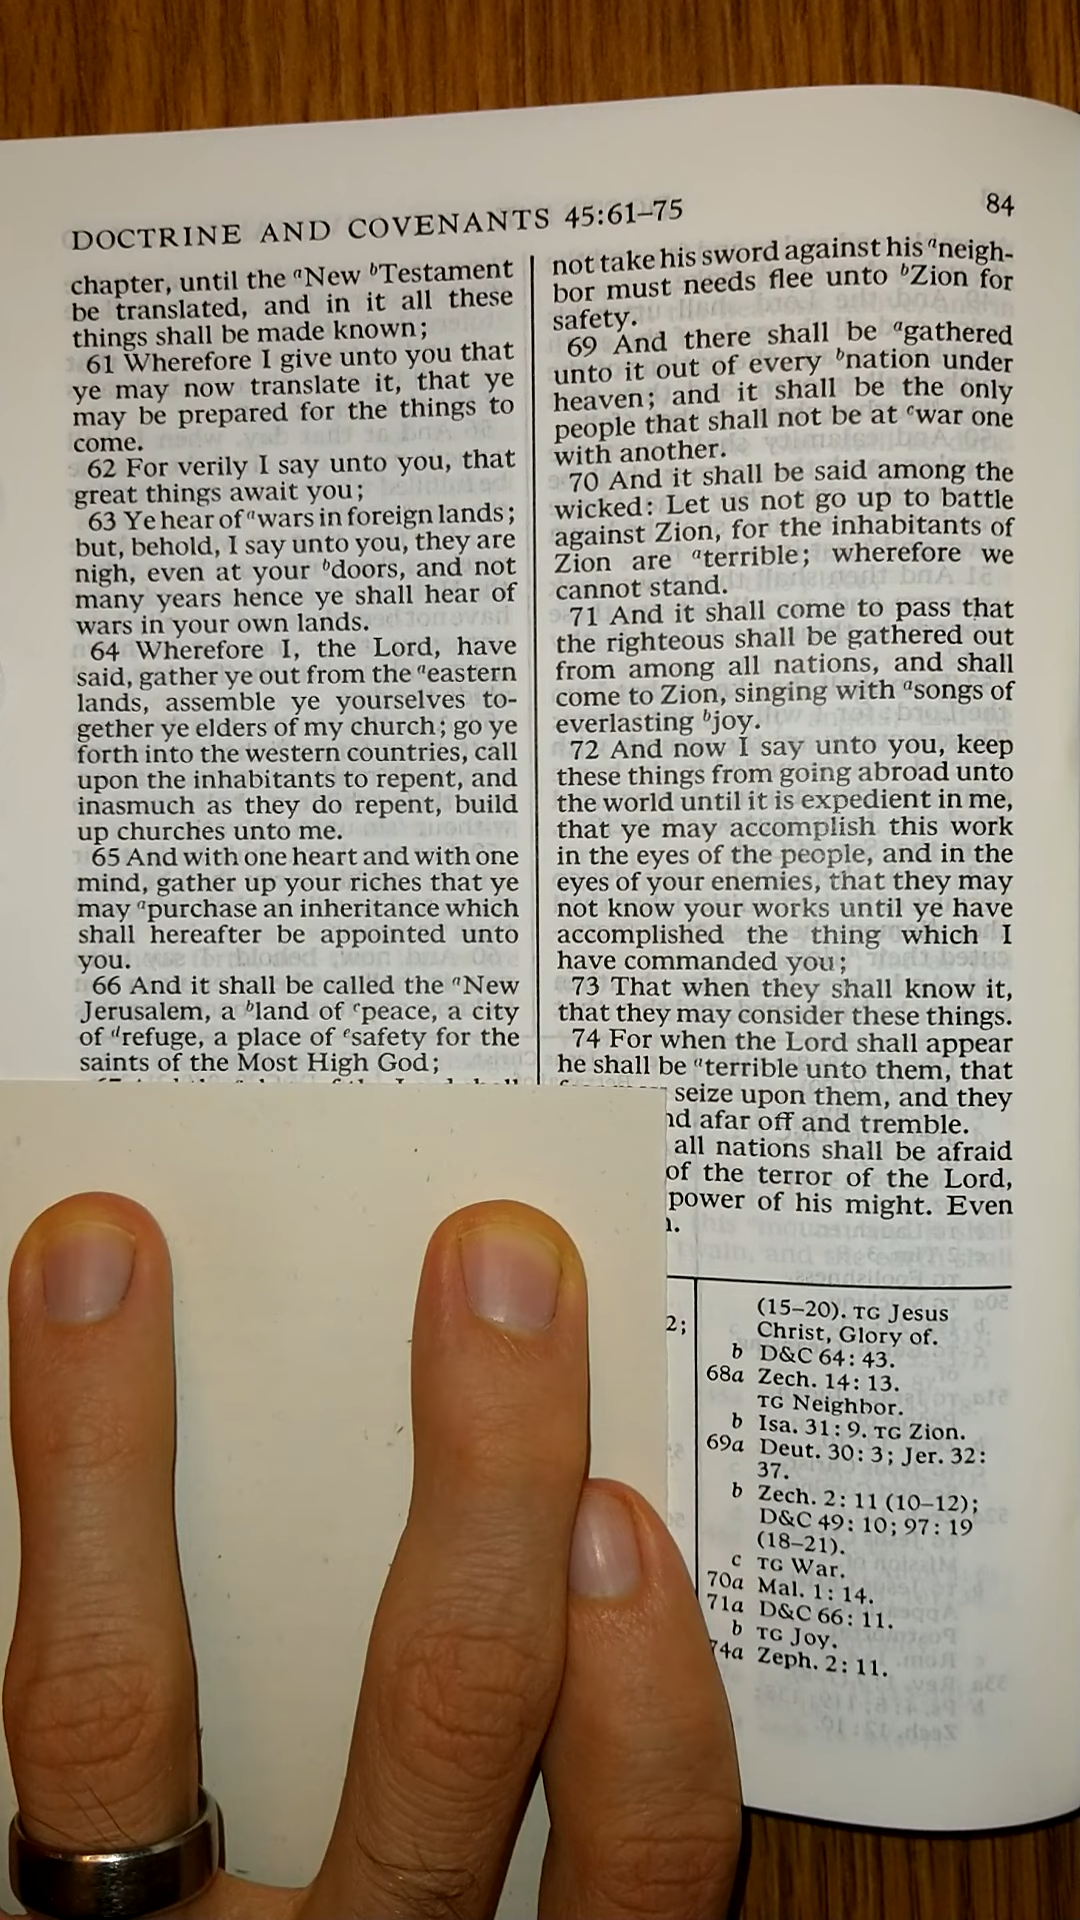 DOCTRINE AND COVENANTS 45:61–75
84
chapter, until the ᵃNew ᵇTestament
be translated, and in it all these
things shall be made known;
61 Wherefore I give unto you that
ye may now translate it, that ye
may be prepared for the things to
come.
62 For verily I say unto you, that
great things await you;
63 Ye hear of ᵃwars in foreign lands;
but, behold, I say unto you, they are
nigh, even at your ᵇdoors, and not
many years hence ye shall hear of
wars in your own lands.
64 Wherefore I, the Lord, have
said, gather ye out from the ᵃeastern
lands, assemble ye yourselves to-
gether ye elders of my church; go ye
forth into the western countries, call
upon the inhabitants to repent, and
inasmuch as they do repent, build
up churches unto me.
65 And with one heart and with one
mind, gather up your riches that ye
may ᵃpurchase an inheritance which
shall hereafter be appointed unto
you.
66 And it shall be called the ᵃNew
Jerusalem, a ᵇland of ᶜpeace, a city
of ᵈrefuge, a place of ᵉsafety for the
saints of the Most High God;
not take his sword against his ᵃneigh-
bor must needs flee unto ᵇZion for
safety.
69 And there shall be ᵃgathered
unto it out of every ᵇnation under
heaven; and it shall be the only
people that shall not be at ᶜwar one
with another.
70 And it shall be said among the
wicked: Let us not go up to battle
against Zion, for the inhabitants of
Zion are ᵃterrible; wherefore we
cannot stand.
71 And it shall come to pass that
the righteous shall be gathered out
from among all nations, and shall
come to Zion, singing with ᵃsongs of
everlasting ᵇjoy.
72 And now I say unto you, keep
these things from going abroad unto
the world until it is expedient in me,
that ye may accomplish this work
in the eyes of the people, and in the
eyes of your enemies, that they may
not know your works until ye have
accomplished the thing which I
have commanded you;
73 That when they shall know it,
that they may consider these things.
74 For when the Lord shall appear
he shall be ᵃterrible unto them, that
seize upon them, and they
afar off and tremble.
all nations shall be afraid
of the terror of the Lord,
power of his might. Even
2;
(15–20). TG Jesus
Christ, Glory of.
b D&C 64: 43.
68a Zech. 14: 13.
TG Neighbor.
b Isa. 31: 9. TG Zion.
69a Deut. 30: 3; Jer. 32:
37.
b Zech. 2: 11 (10–12);
D&C 49: 10; 97: 19
(18–21).
c TG War.
70a Mal. 1: 14.
71a D&C 66: 11.
b TG Joy.
74a Zeph. 2: 11.